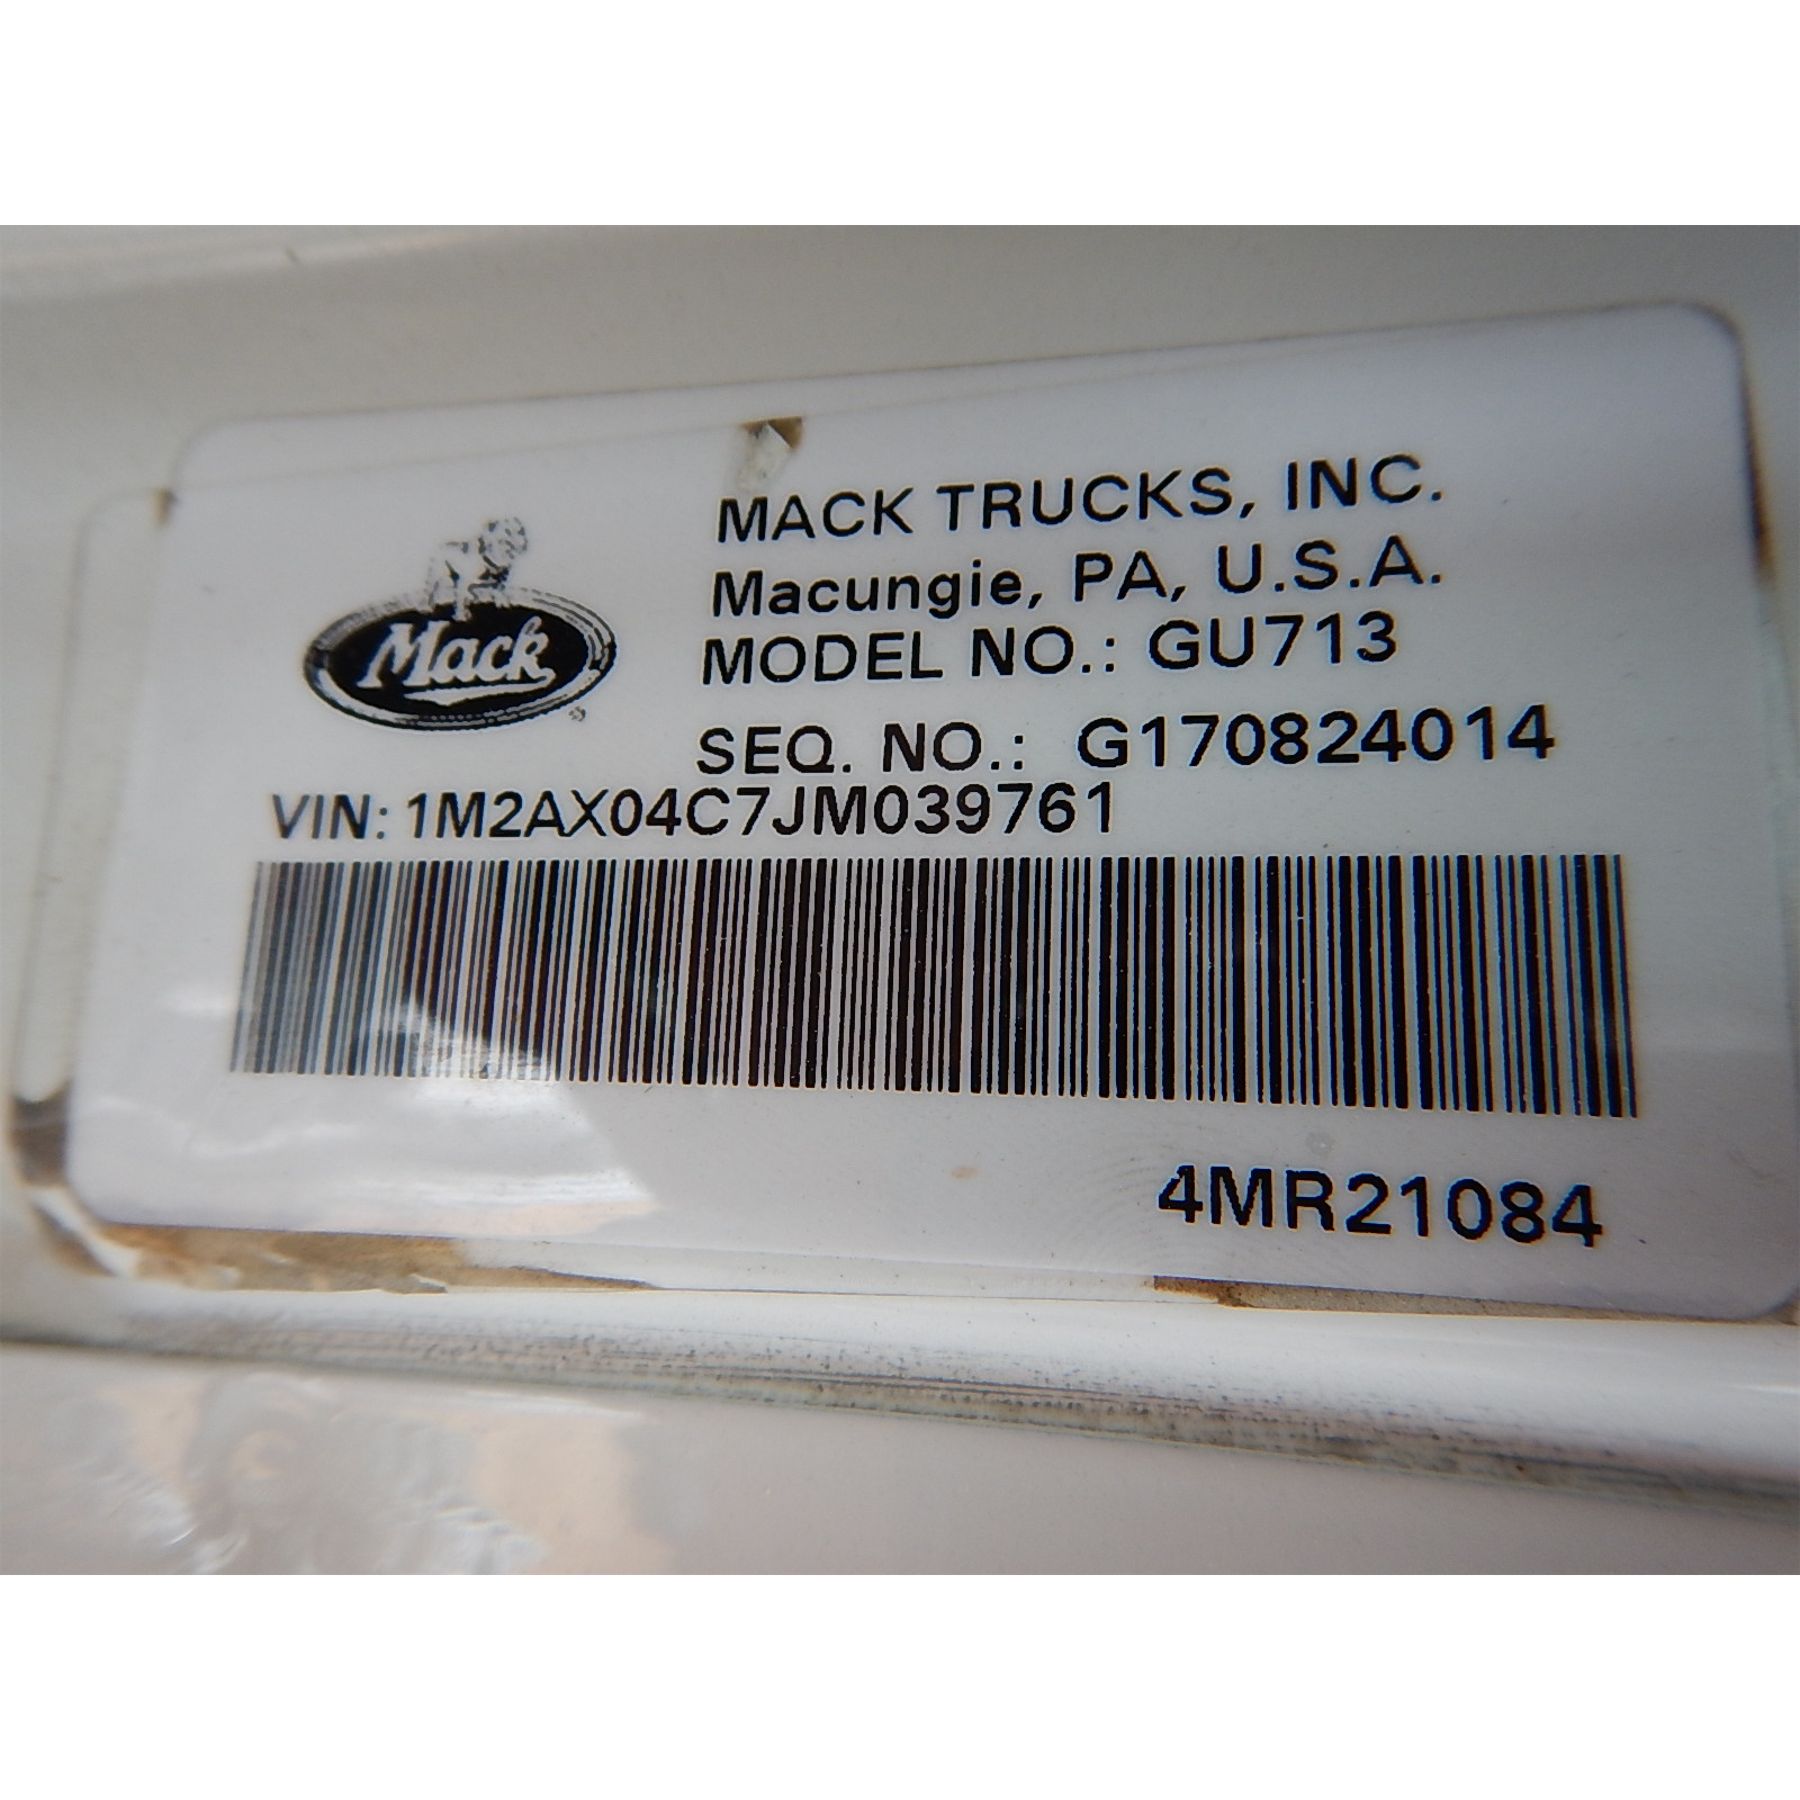 MACK TRUCKS, INC.
Macungie, PA, U.S.A.
Mack®
MODEL NO.: GU713
SEQ. NO.: G170824014
VIN: 1M2AX04C7JM039761
4MR21084